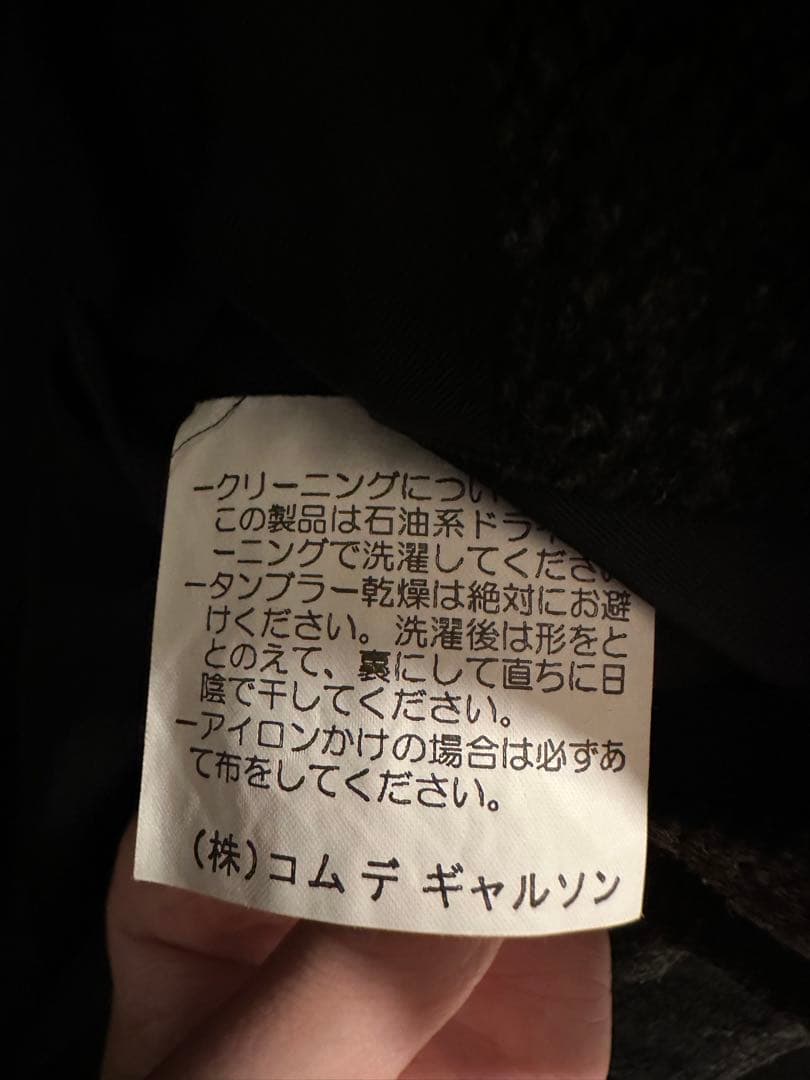 －クリーニングについ
この製品は石油系ドライ
ーニングで洗濯してくださ
－タンブラー乾燥は絶対にお避
けください。洗濯後は形をと
とのえて、裏にして直ちに日
陰で干してください。
－アイロンかけの場合は必ずあ
て布をしてください。
(株)コム デ ギャルソン